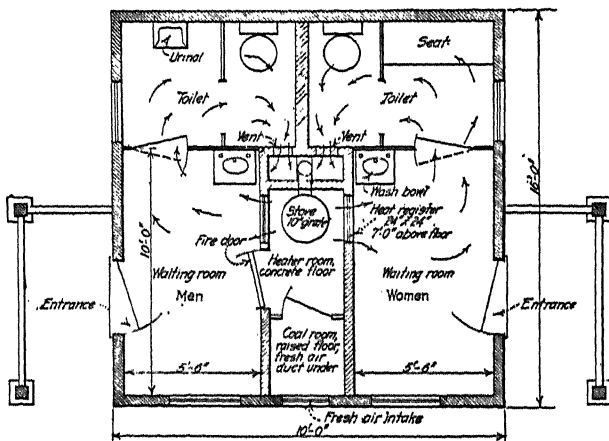 Urinal
Seat
Toilet
Toilet
Vent
Vent
Wash bowl
Stove
10" grate
Heat register
24" x 24",
7'-0" above floor
Fire door
Heater room,
concrete floor
10'-0"
16'-0"
Waiting room
Men
Waiting room
Women
Entrance
Entrance
Coal room,
raised floor,
fresh air
duct under
5'-6"
5'-6"
Fresh air intake
10'-0"